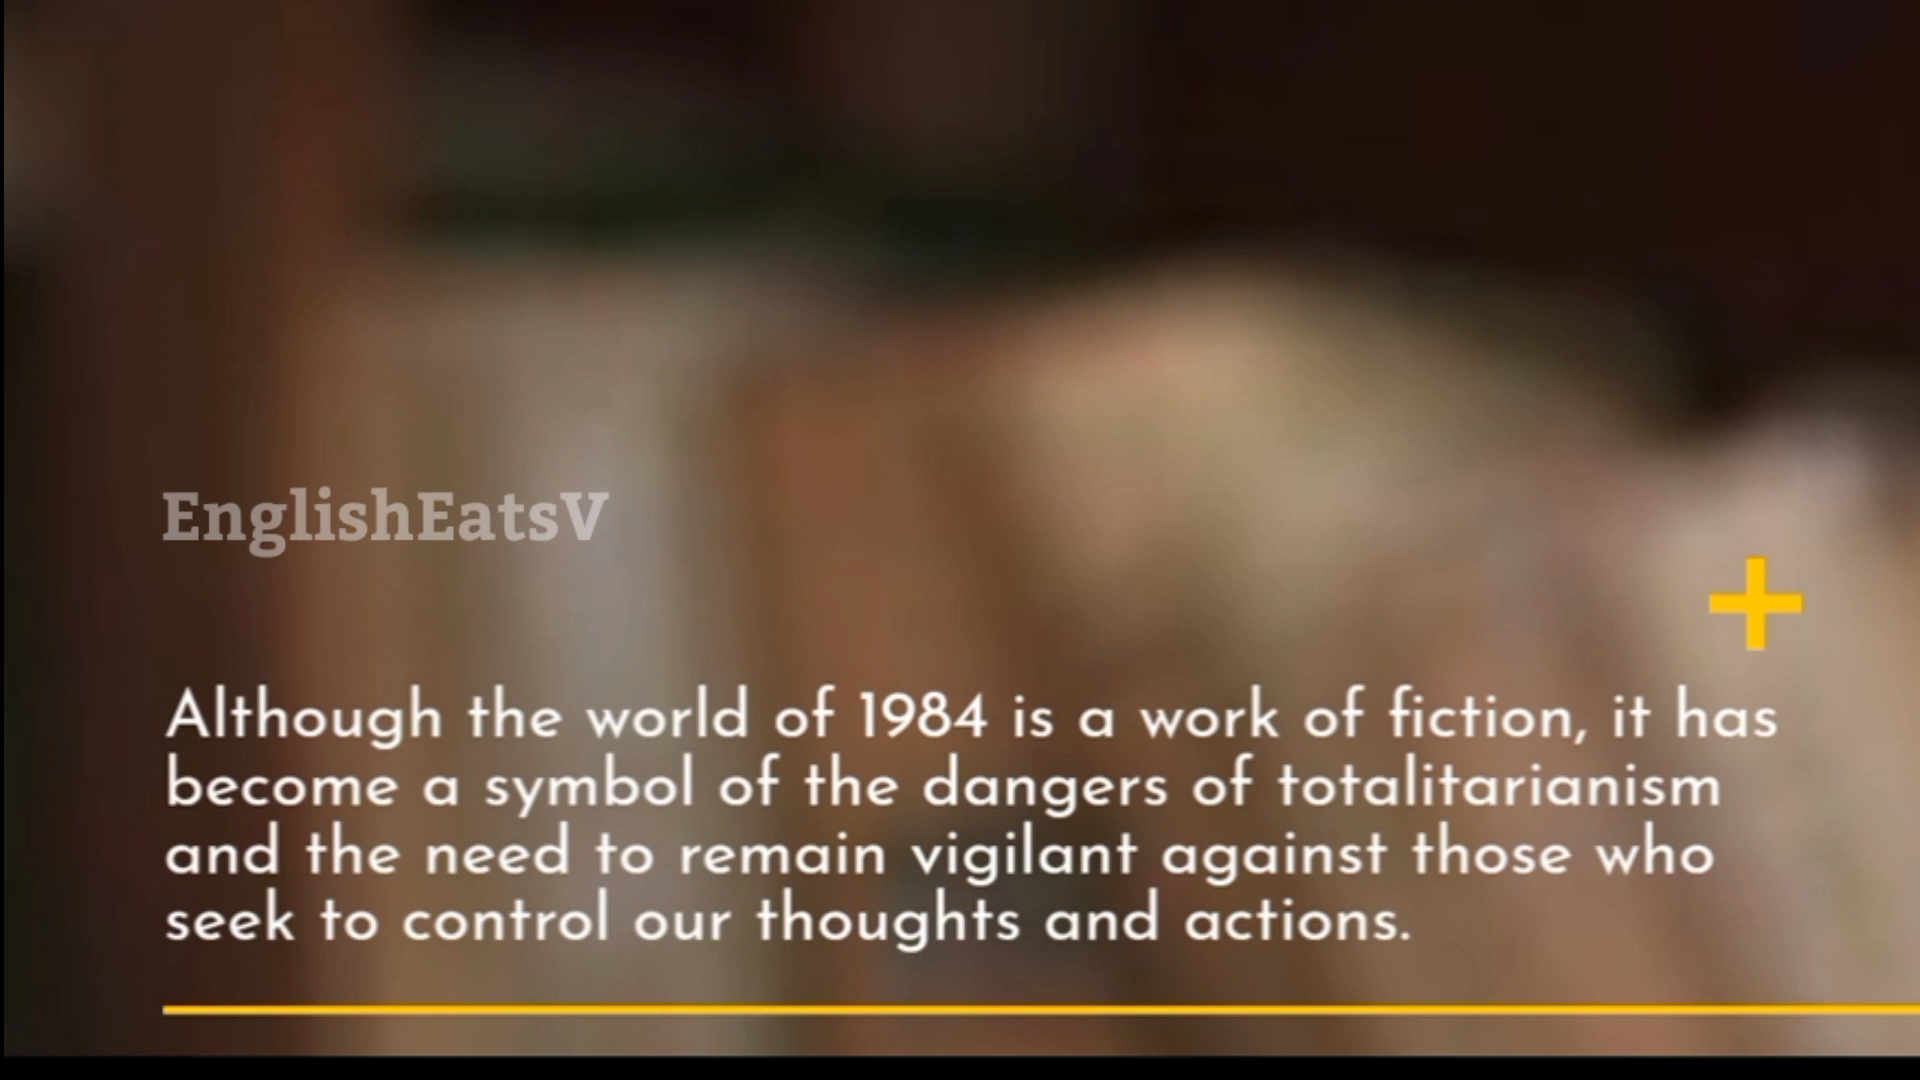 EnglishEatsV
+
Although the world of 1984 is a work of fiction, it has
become a symbol of the dangers of totalitarianism
and the need to remain vigilant against those who
seek to control our thoughts and actions.